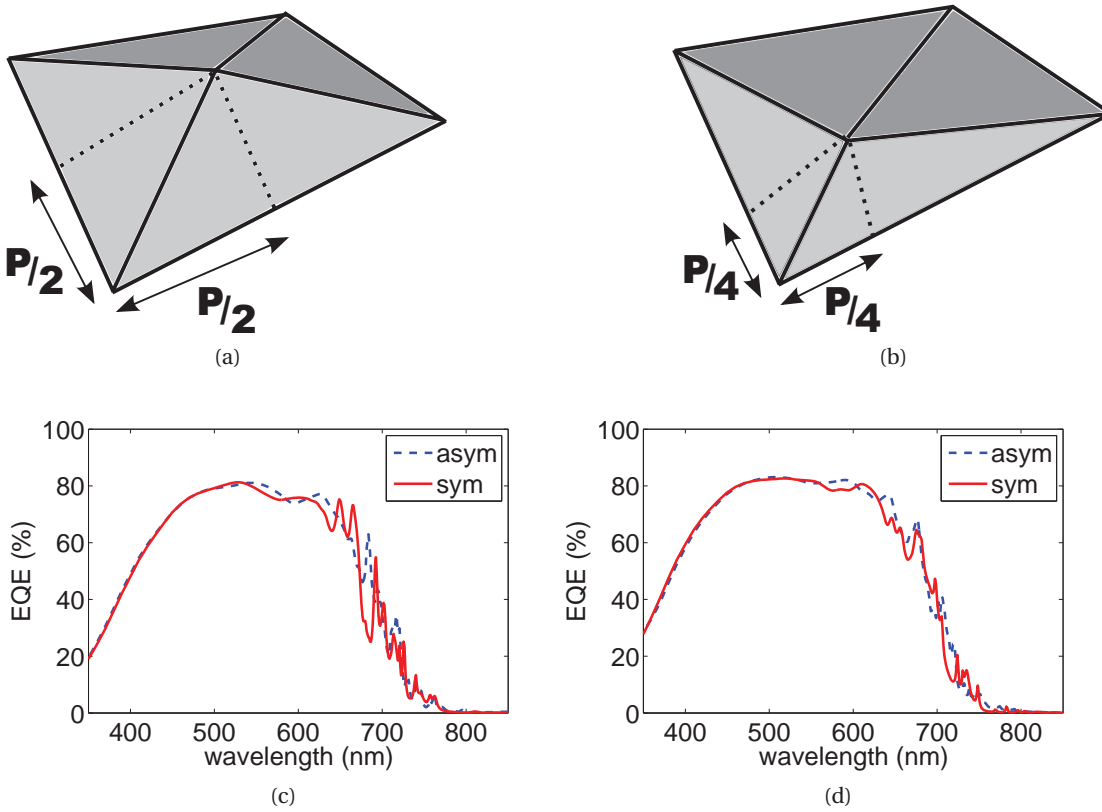 P/2
P/2
(a)
P/4
P/4
(b)
100
80
60
40
20
0
EQE (%)
asym
sym
400 500 600 700 800
wavelength (nm)
(c)
100
80
60
40
20
0
EQE (%)
asym
sym
400 500 600 700 800
wavelength (nm)
(d)